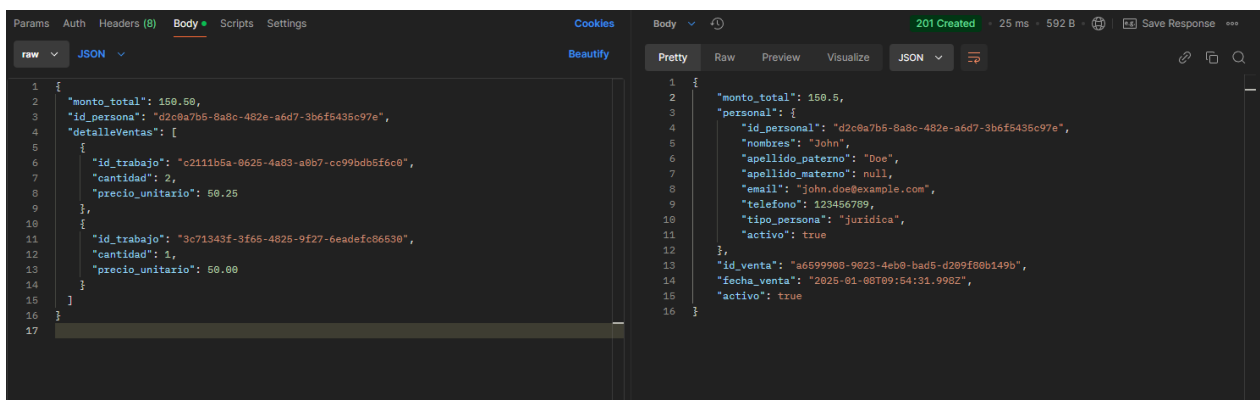 Params Auth Headers (8) Body Scripts Settings Cookies
raw JSON Beautify
1 {
2 "monto_total": 150.50,
3 "id_persona": "d2c0a7b5-8a8c-482e-a6d7-3b6f5435c97e",
4 "detalleVentas": [
5 {
6 "id_trabajo": "c2111b5a-0625-4a83-a0b7-cc99bdb5f6c0",
7 "cantidad": 2,
8 "precio_unitario": 50.25
9 },
10 {
11 "id_trabajo": "3c71343f-3f65-4825-9f27-6eadefc86530",
12 "cantidad": 1,
13 "precio_unitario": 50.00
14 }
15 ]
16 }
17
Body 201 Created 25 ms 592 B e.g. Save Response
Pretty Raw Preview Visualize JSON
1 {
2 "monto_total": 150.5,
3 "personal": {
4 "id_personal": "d2c0a7b5-8a8c-482e-a6d7-3b6f5435c97e",
5 "nombres": "John",
6 "apellido_paterno": "Doe",
7 "apellido_materno": null,
8 "email": "john.doe@example.com",
9 "telefono": 123456789,
10 "tipo_persona": "juridica",
11 "activo": true
12 },
13 "id_venta": "a6599908-9023-4eb0-bad5-d209f80b149b",
14 "fecha_venta": "2025-01-08T09:54:31.998Z",
15 "activo": true
16 }